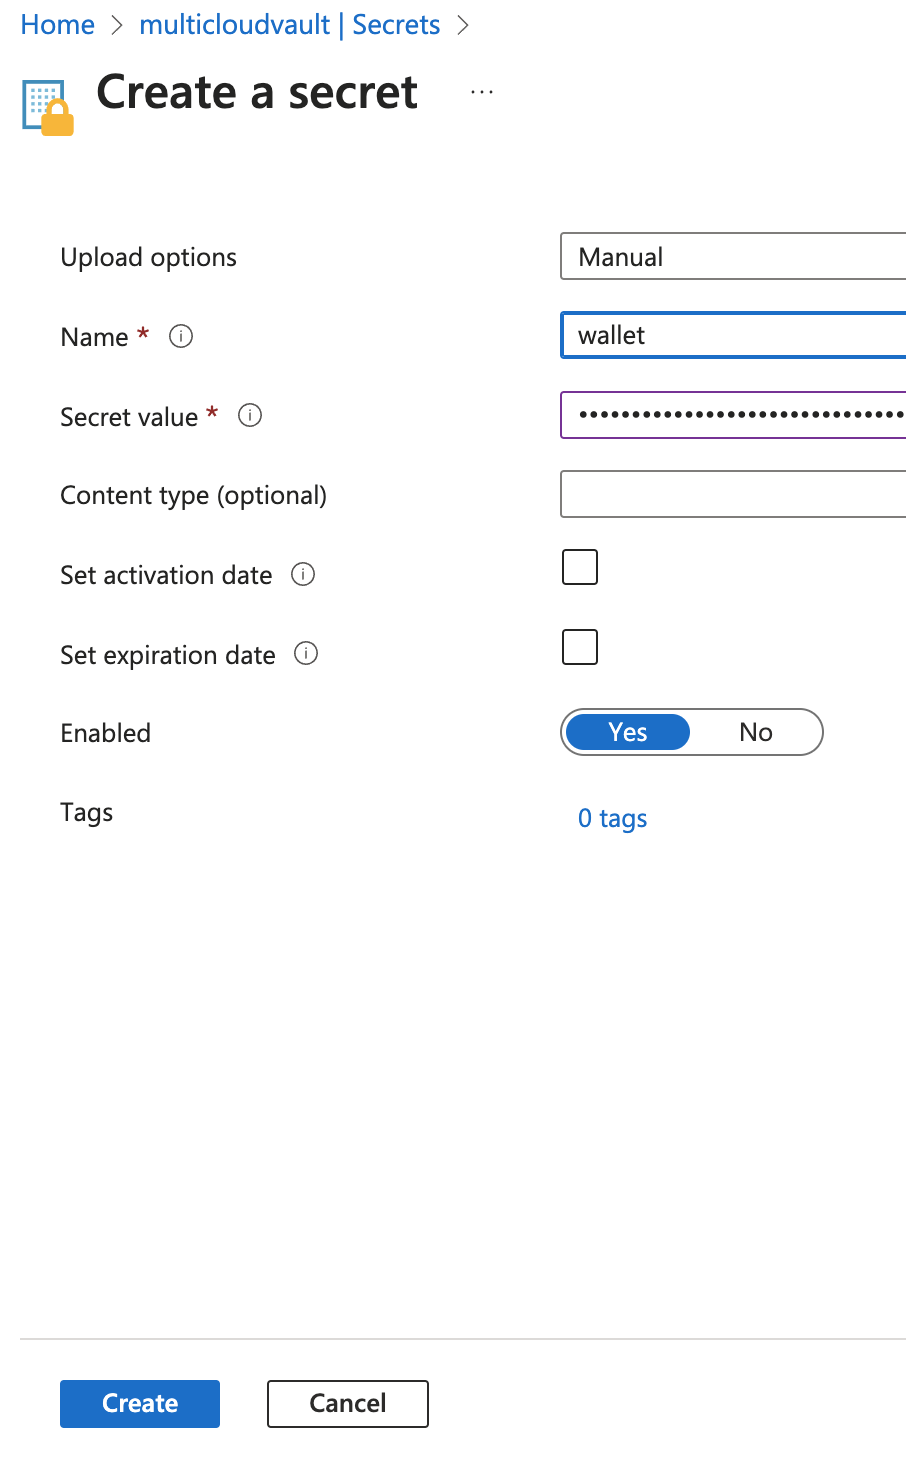 Home > multicloudvault | Secrets >
Create a secret ...
Upload options Manual
Name * wallet
Secret value * •••••••••••••••••••••••••••••••
Content type (optional)
Set activation date
Set expiration date
Enabled Yes No
Tags 0 tags
Create Cancel